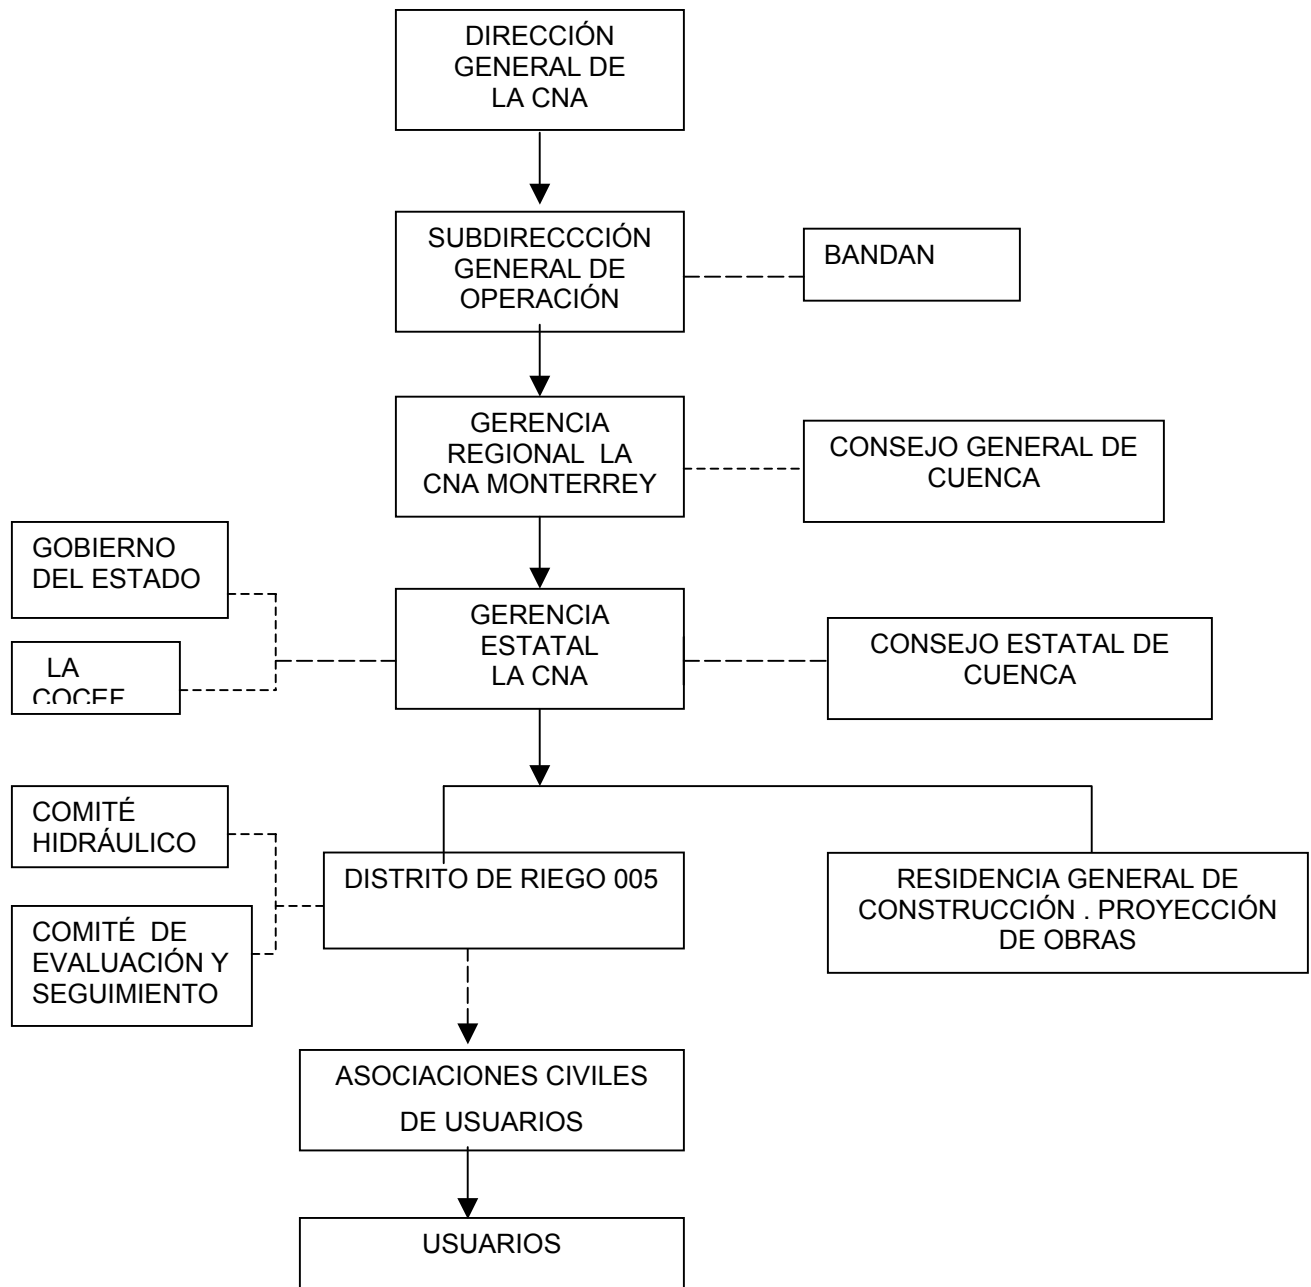 DIRECCIÓN
GENERAL DE
LA CNA
SUBDIRECCCIÓN
GENERAL DE
OPERACIÓN
BANDAN
GERENCIA
REGIONAL LA
CNA MONTERREY
CONSEJO GENERAL DE
CUENCA
GOBIERNO
DEL ESTADO
LA
COCEF
GERENCIA
ESTATAL
LA CNA
CONSEJO ESTATAL DE
CUENCA
COMITÉ
HIDRÁULICO
COMITÉ DE
EVALUACIÓN Y
SEGUIMIENTO
DISTRITO DE RIEGO 005
RESIDENCIA GENERAL DE
CONSTRUCCIÓN . PROYECCIÓN
DE OBRAS
ASOCIACIONES CIVILES
DE USUARIOS
USUARIOS